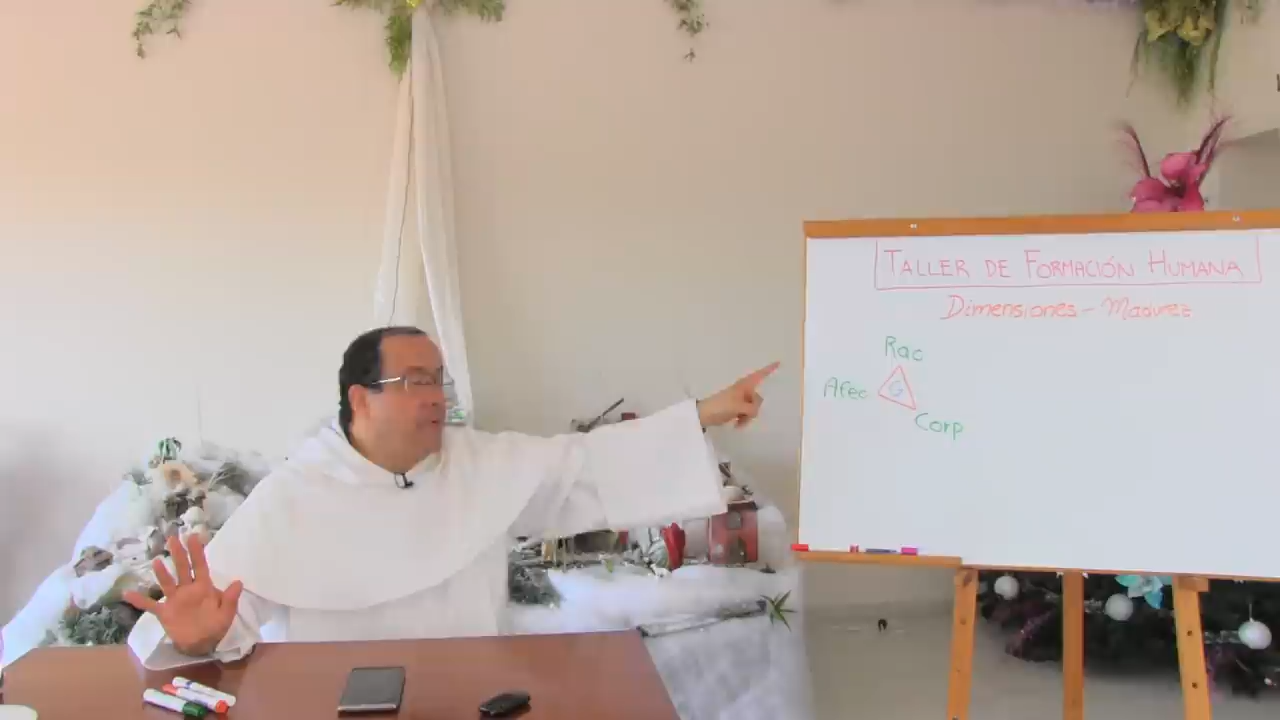 TALLER DE FORMACIÓN HUMANA
Dimensiones - Madurez
Rac
Afec
G
Corp